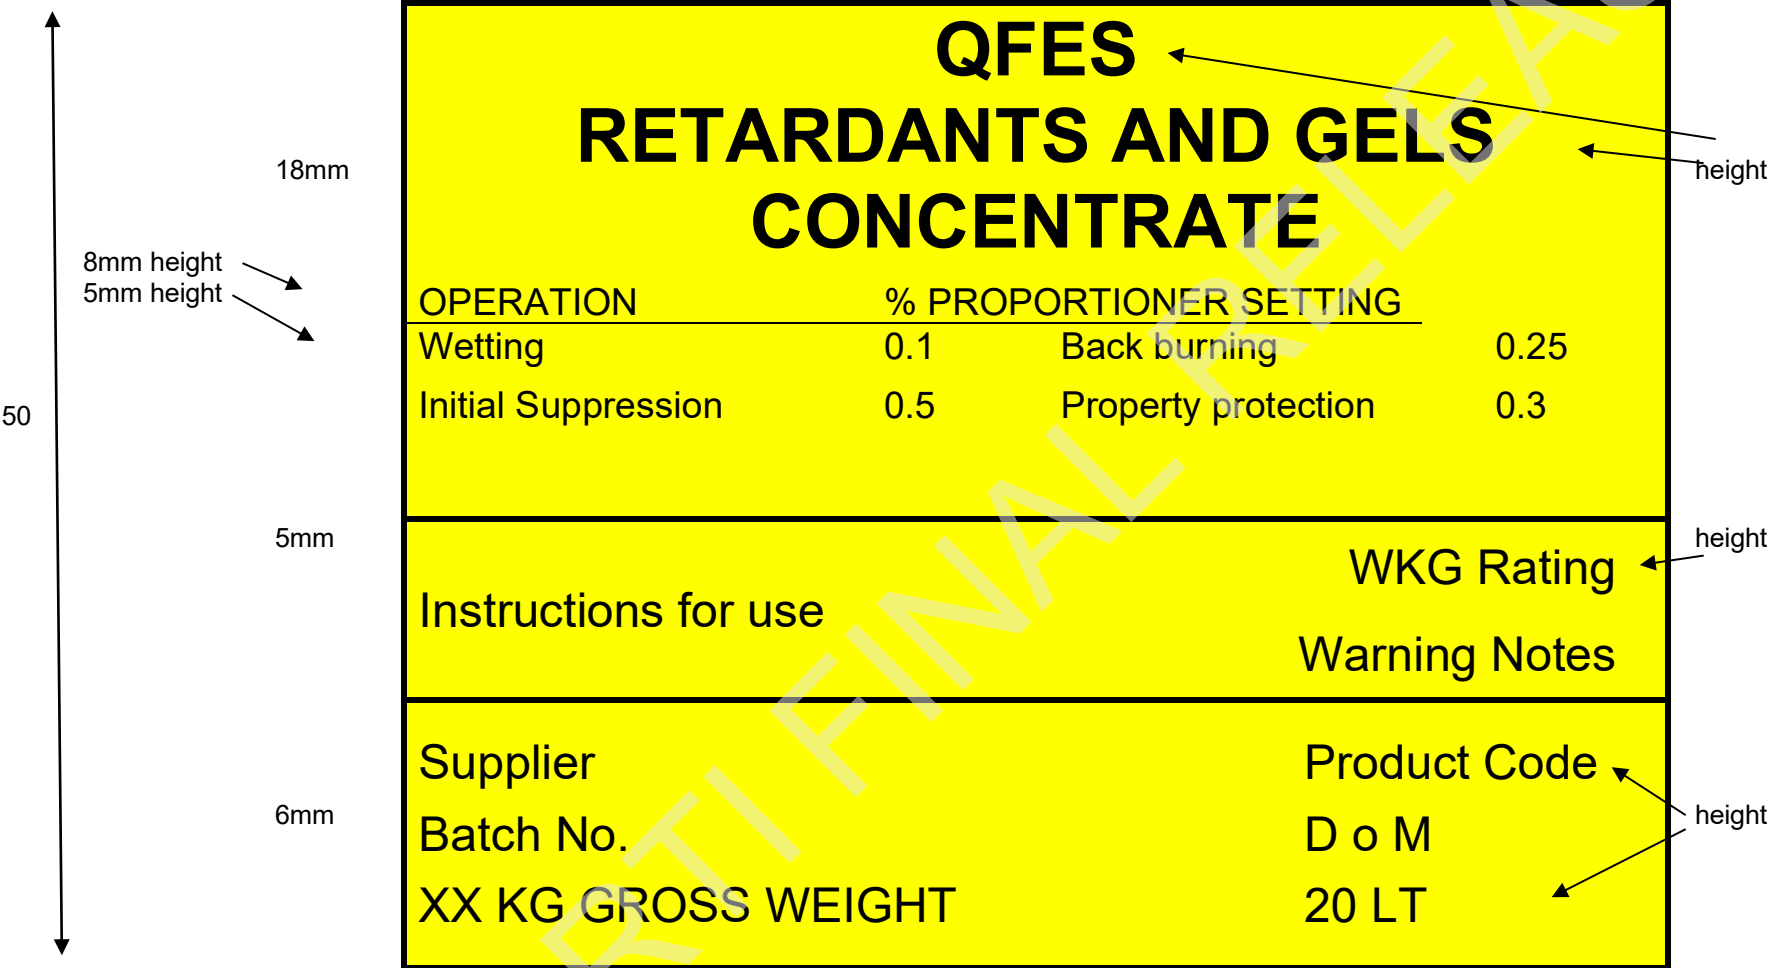 QFES
RETARDANTS AND GELS
18mm height
CONCENTRATE
8mm height
5mm height
OPERATION % PROPORTIONER SETTING
Wetting 0.1 Back burning 0.25
Initial Suppression 0.5 Property protection 0.3
50
5mm height
WKG Rating
Instructions for use
Warning Notes
Supplier Product Code
6mm height
Batch No. D o M
XX KG GROSS WEIGHT 20 LT
RTI FINAL RELEAS